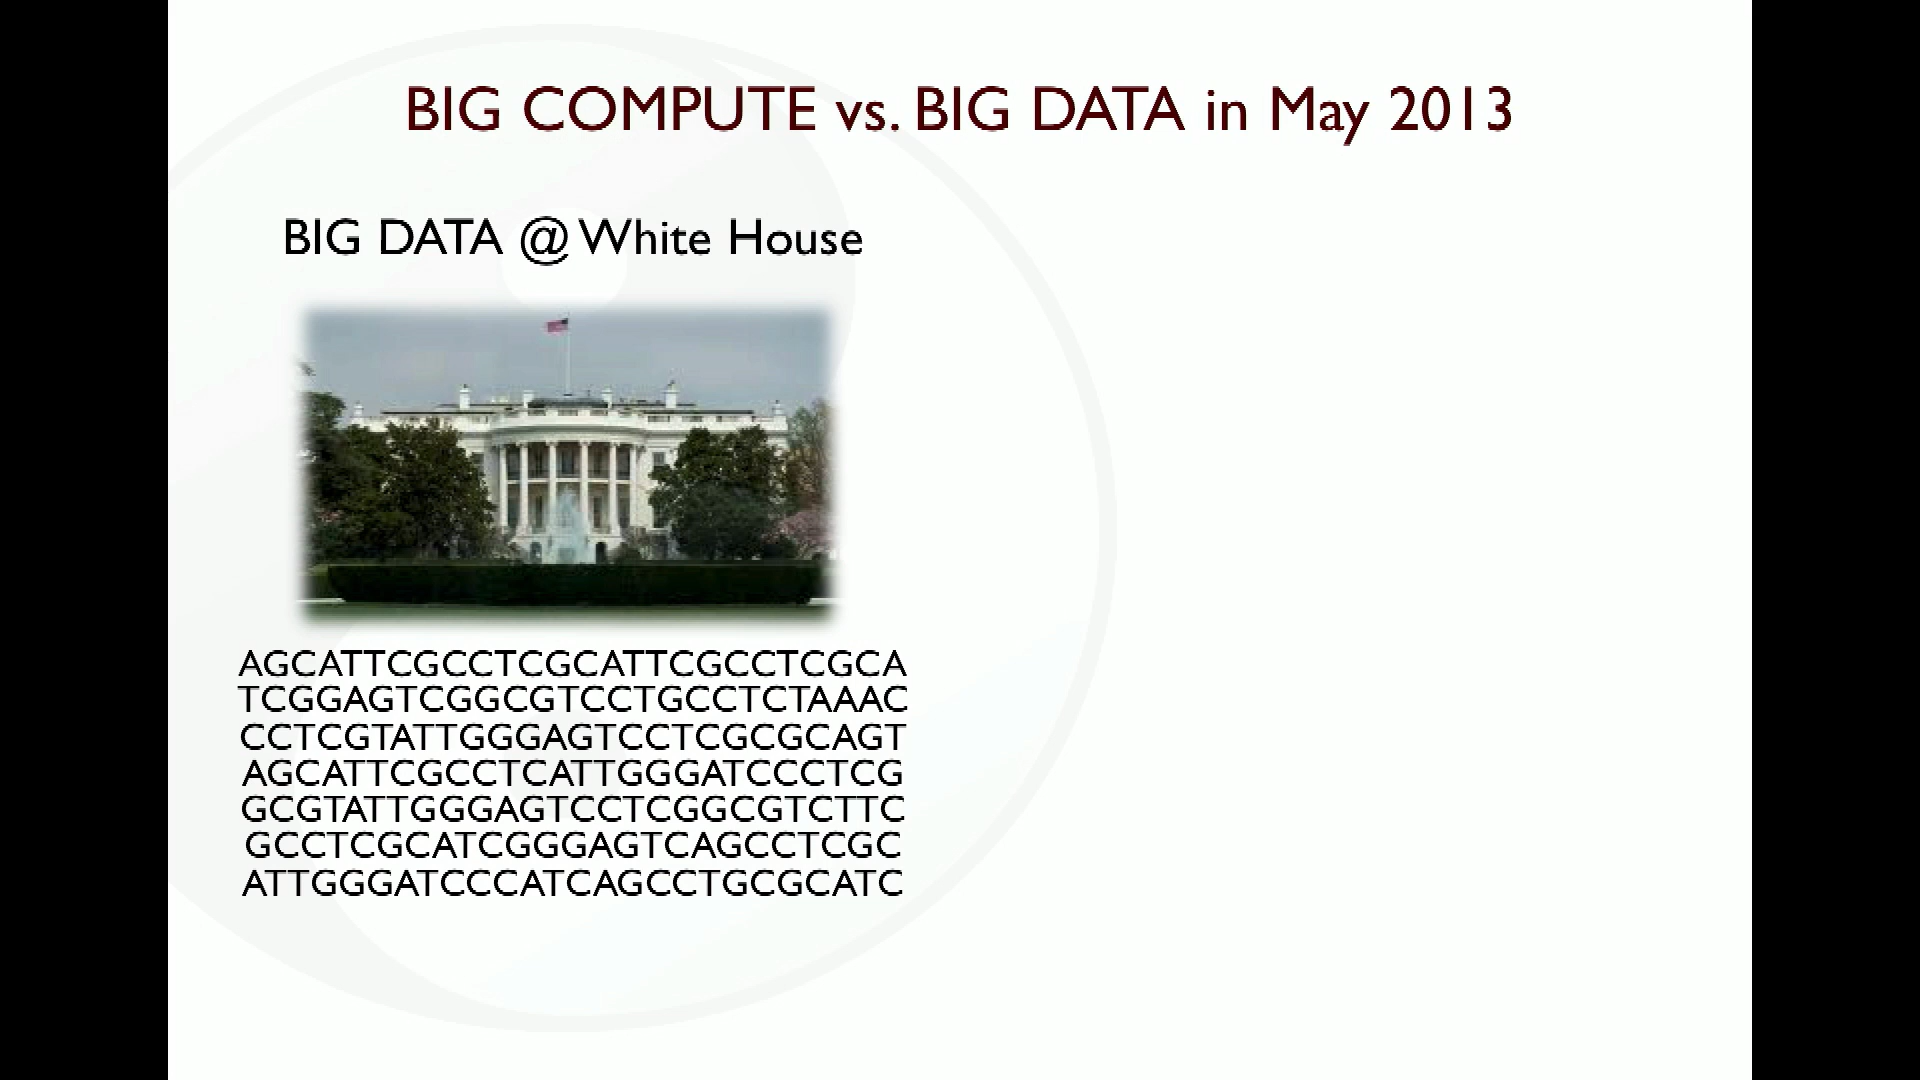 BIG COMPUTE vs. BIG DATA in May 2013
BIG DATA @ White House
AGCATTCGCCTCGCATTCGCCTCGCA
TCGGAGTCGGCGTCCTGCCTCTAAAC
CCTCGTATTGGGAGTCCTCGCGCAGT
AGCATTCGCCTCATTGGGATCCCTCG
GCGTATTGGGAGTCCTCGGCGTCTTC
GCCTCGCATCGGGAGTCAGCCTCGC
ATTGGGATCCCATCAGCCTGCGCATC